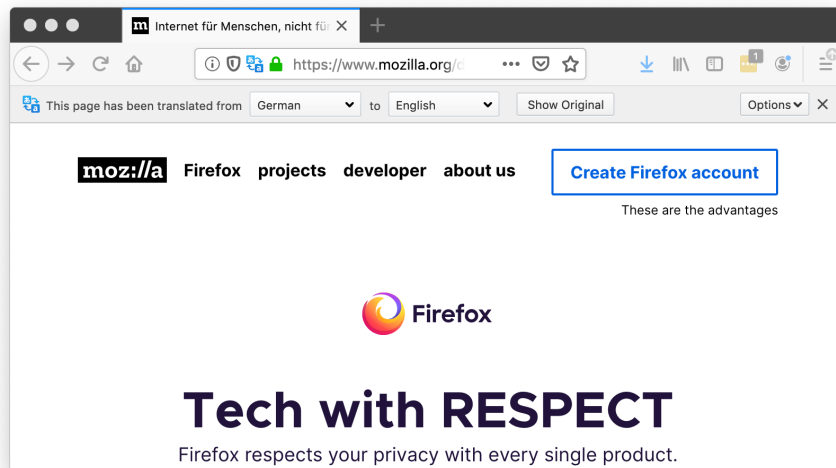 Internet für Menschen, nicht für
https://www.mozilla.org/d
1
This page has been translated from German to English Show Original Options
moz://a Firefox projects developer about us Create Firefox account
These are the advantages
Firefox
Tech with RESPECT
Firefox respects your privacy with every single product.